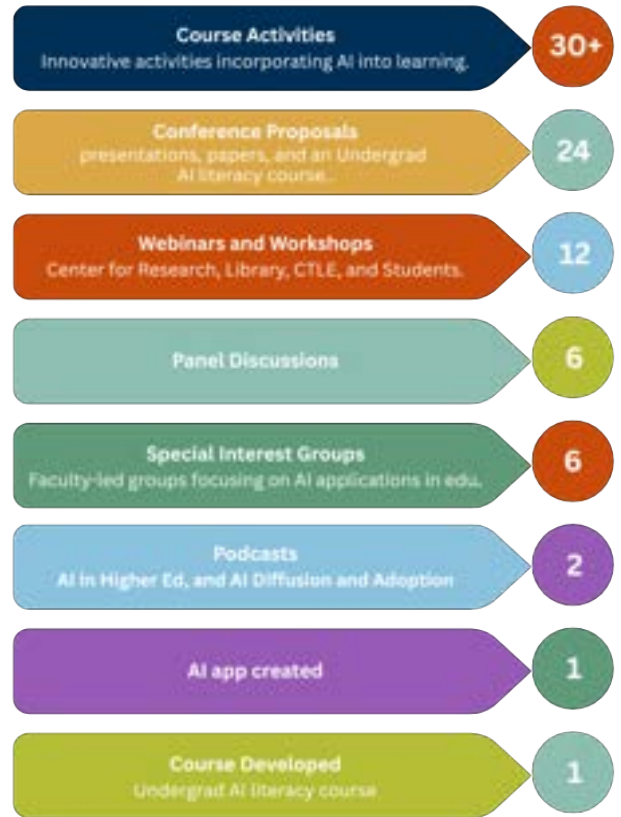 Course Activities
Innovative activities incorporating AI into learning.
30+
Conference Proposals
presentations, papers, and an Undergrad
AI literacy course.
24
Webinars and Workshops
Center for Research, Library, CTLE, and Students.
12
Panel Discussions
6
Special Interest Groups
Faculty-led groups focusing on AI applications in edu.
6
Podcasts
AI in Higher Ed, and AI Diffusion and Adoption
2
AI app created
1
Course Developed
Undergrad AI literacy course
1